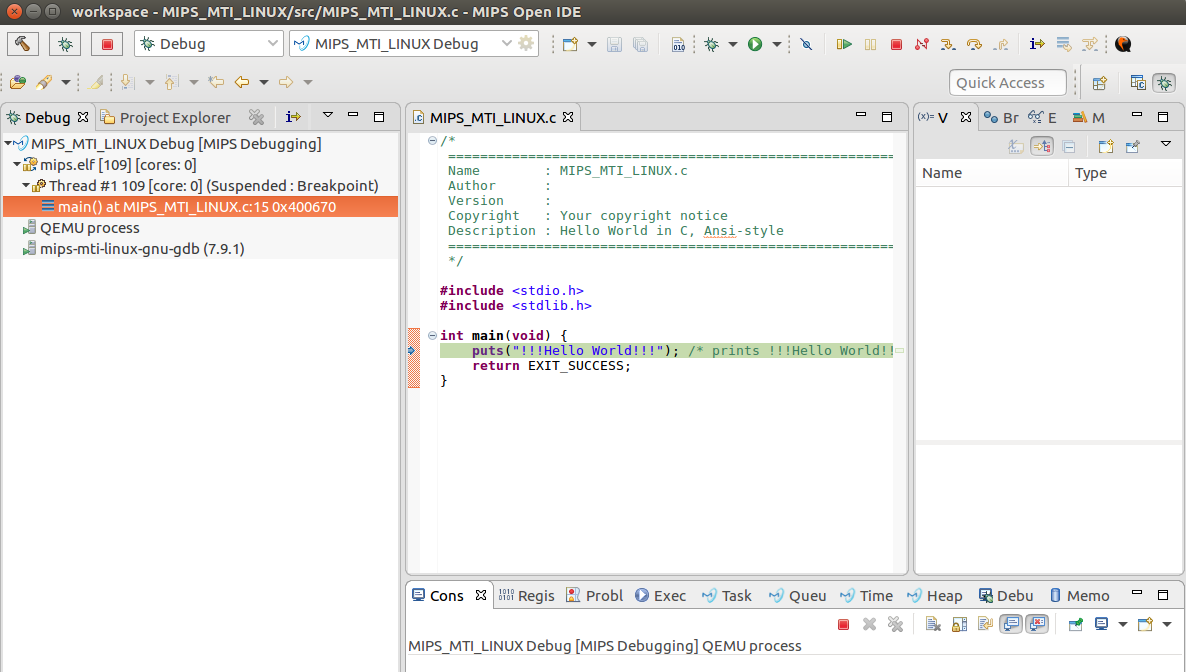 workspace - MIPS_MTI_LINUX/src/MIPS_MTI_LINUX.c - MIPS Open IDE
Debug
MIPS_MTI_LINUX Debug
010
Quick Access
Debug
Project Explorer
MIPS_MTI_LINUX Debug [MIPS Debugging]
mips.elf [109] [cores: 0]
Thread #1 109 [core: 0] (Suspended : Breakpoint)
main() at MIPS_MTI_LINUX.c:15 0x400670
QEMU process
mips-mti-linux-gnu-gdb (7.9.1)
MIPS_MTI_LINUX.c
/*
============================================================
Name        : MIPS_MTI_LINUX.c
Author      :
Version     :
Copyright   : Your copyright notice
Description : Hello World in C, Ansi-style
============================================================
*/
#include <stdio.h>
#include <stdlib.h>
int main(void) {
puts("!!!Hello World!!!"); /* prints !!!Hello World!!
return EXIT_SUCCESS;
}
(x)= V
Br
E
M
Name
Type
Cons
1010
0101
Regis
Probl
Exec
Task
Queu
Time
Heap
Debu
Memo
MIPS_MTI_LINUX Debug [MIPS Debugging] QEMU process